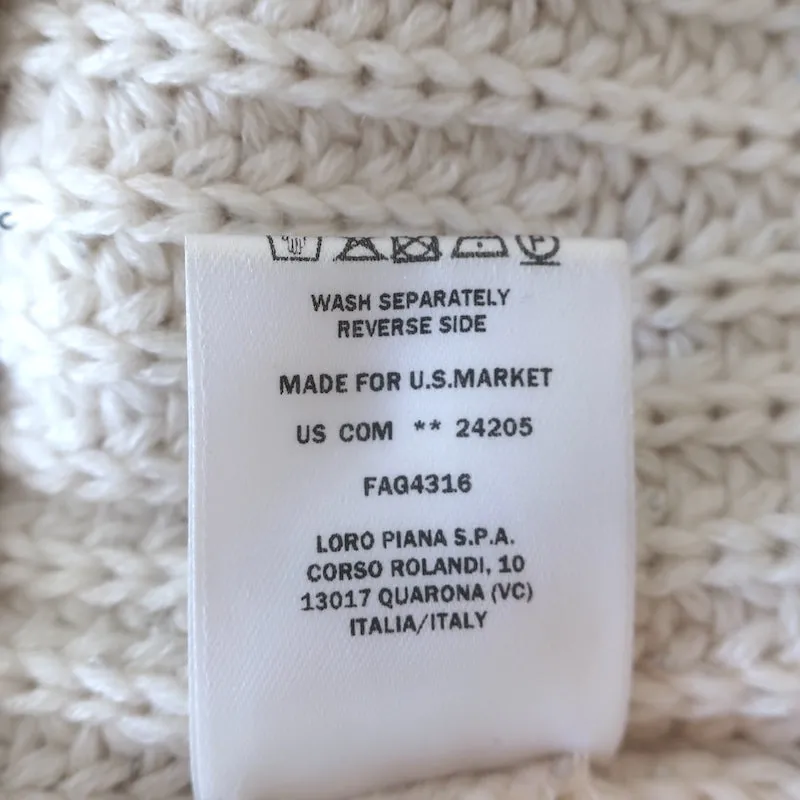 WASH SEPARATELY
REVERSE SIDE
MADE FOR U.S.MARKET
US COM ** 24205
FAG4316
LORO PIANA S.P.A.
CORSO ROLANDI, 10
13017 QUARONA (VC)
ITALIA/ITALY